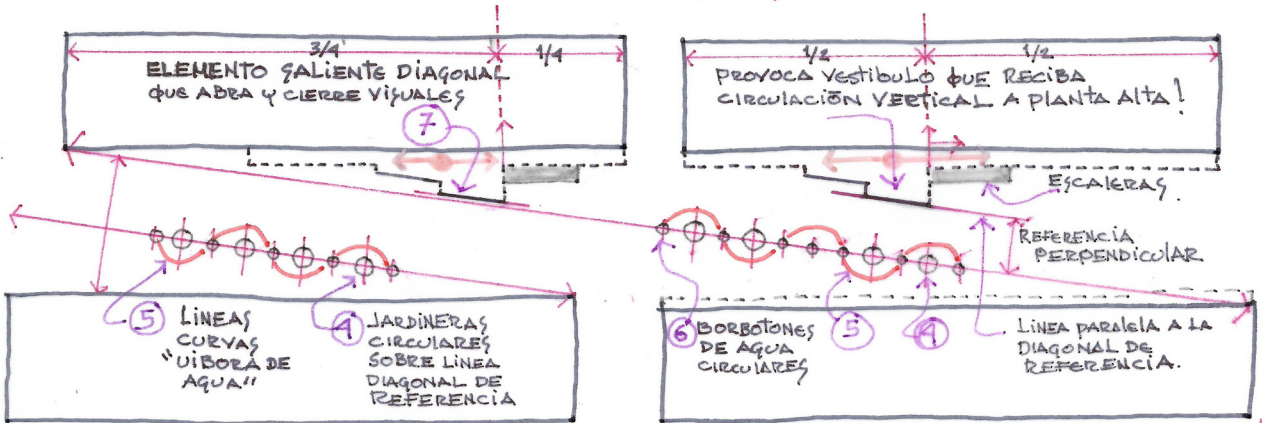 3/4
1/4
ELEMENTO SALIENTE DIAGONAL
QUE ABRA Y CIERRE VISUALES
7
1/2
1/2
PROVOCA VESTIBULO QUE RECIBA
CIRCULACIÓN VERTICAL A PLANTA ALTA!
ESCALERAS.
REFERENCIA
PERPENDICULAR
5
LINEAS
CURVAS
"VIBORA DE
AGUA"
4
JARDINERAS
CIRCULARES
SOBRE LINEA
DIAGONAL DE
REFERENCIA
6
BORBOTONES
DE AGUA
CIRCULARES
5
4
LINEA PARALELA A LA
DIAGONAL DE
REFERENCIA.